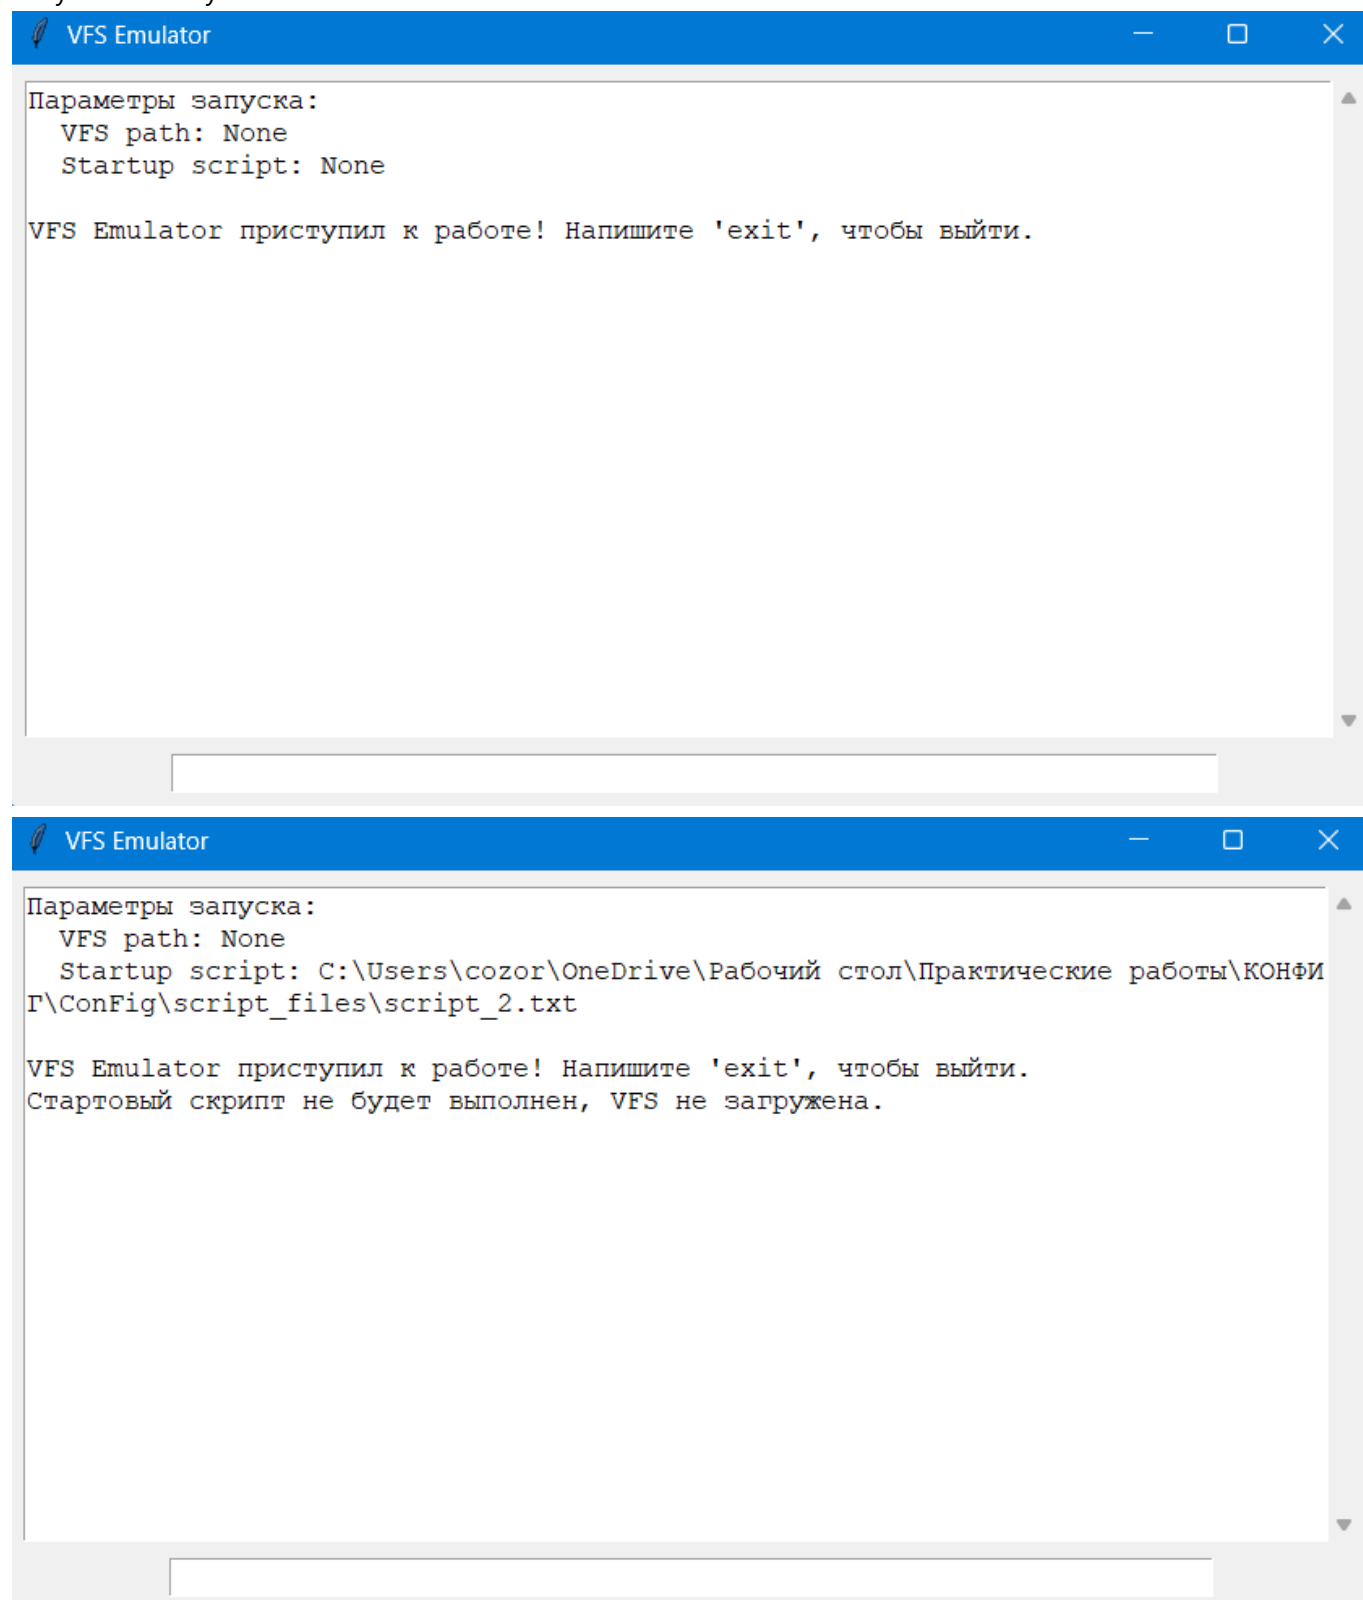 VFS Emulator
Параметры запуска:
VFS path: None
Startup script: None
VFS Emulator приступил к работе! Напишите 'exit', чтобы выйти.
VFS Emulator
Параметры запуска:
VFS path: None
Startup script: C:\Users\cozor\OneDrive\Рабочий стол\Практические работы\КОНФИ
Г\ConFig\script_files\script_2.txt
VFS Emulator приступил к работе! Напишите 'exit', чтобы выйти.
Стартовый скрипт не будет выполнен, VFS не загружена.